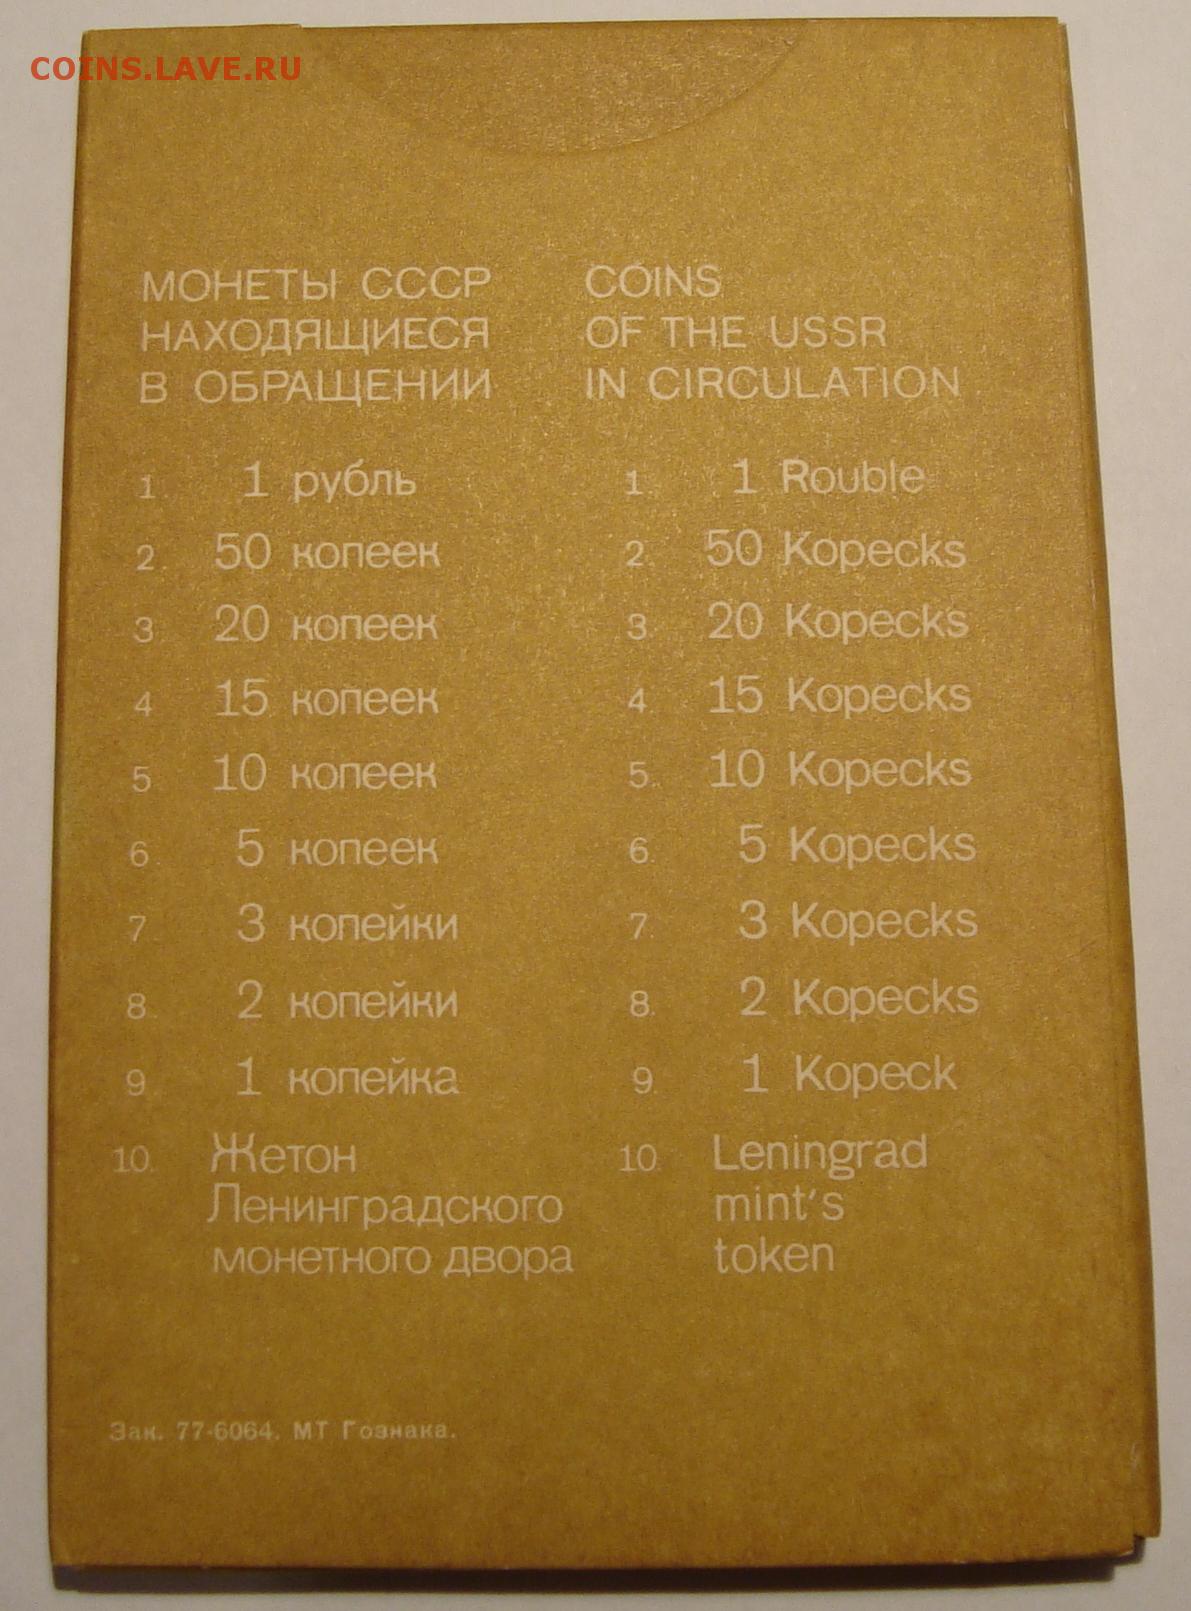 COINS.LAVE.RU
МОНЕТЫ СССР
НАХОДЯЩИЕСЯ
В ОБРАЩЕНИИ
1. 1 рубль
2. 50 копеек
3. 20 копеек
4. 15 копеек
5. 10 копеек
6. 5 копеек
7. 3 копейки
8. 2 копейки
9. 1 копейка
10. Жетон
Ленинградского
монетного двора
COINS
OF THE USSR
IN CIRCULATION
1. 1 Rouble
2. 50 Kopecks
3. 20 Kopecks
4. 15 Kopecks
5. 10 Kopecks
6. 5 Kopecks
7. 3 Kopecks
8. 2 Kopecks
9. 1 Kopeck
10. Leningrad
mint's
token
Зак. 77-6064. МТ Гознака.